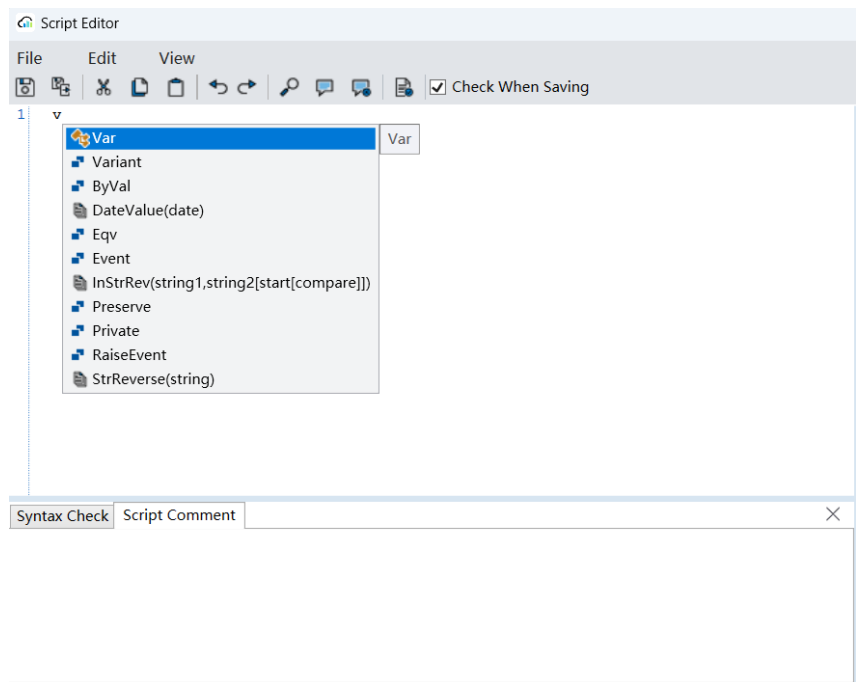 Script Editor
File Edit View
Check When Saving
1 v
Var Var
Variant
ByVal
DateValue(date)
Eqv
Event
InStrRev(string1,string2[start[compare]])
Preserve
Private
RaiseEvent
StrReverse(string)
Syntax Check Script Comment